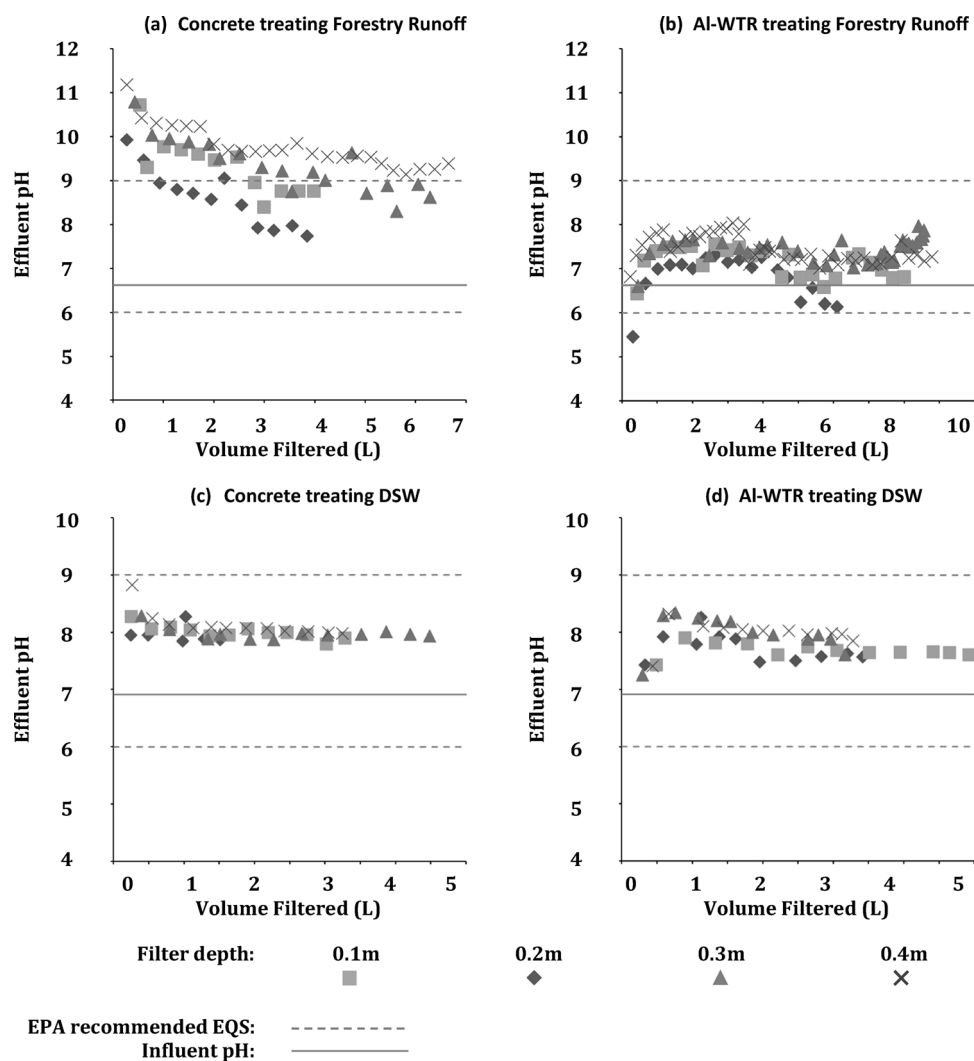 (a) Concrete treating Forestry Runoff
12
11
10
9
8
7
6
5
4
Effluent pH
0 1 2 3 4 5 6 7
Volume Filtered (L)
(b) Al-WTR treating Forestry Runoff
12
11
10
9
8
7
6
5
4
Effluent pH
0 2 4 6 8 10
Volume Filtered (L)
(c) Concrete treating DSW
10
9
8
7
6
5
4
Effluent pH
0 1 2 3 4 5
Volume Filtered (L)
(d) Al-WTR treating DSW
10
9
8
7
6
5
4
Effluent pH
0 1 2 3 4 5
Volume Filtered (L)
Filter depth: 0.1m 0.2m 0.3m 0.4m
EPA recommended EQS:
Influent pH: